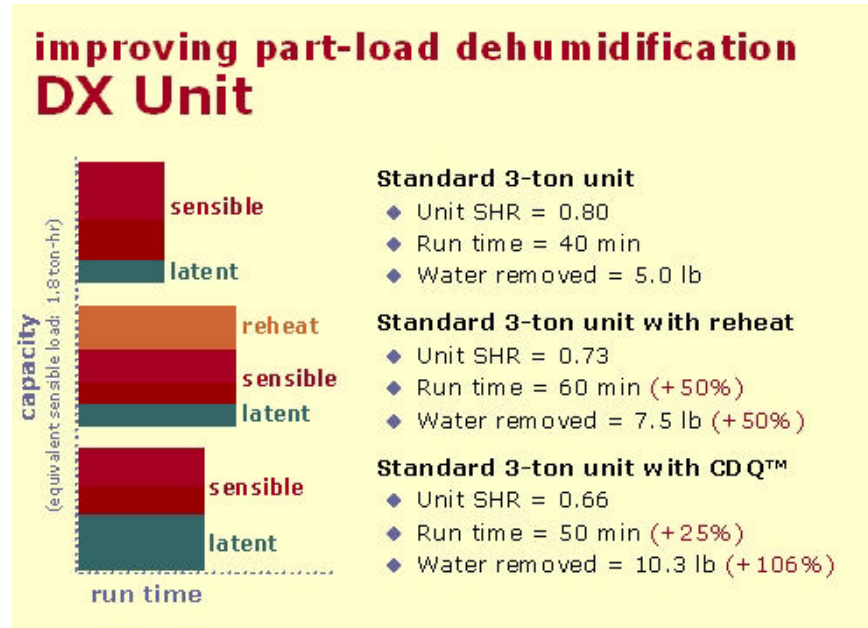 improving part-load dehumidification
DX Unit
capacity
(equivalent sensible load: 1.8 ton-hr)
sensible
latent
reheat
sensible
latent
sensible
latent
run time
Standard 3-ton unit
◆ Unit SHR = 0.80
◆ Run time = 40 min
◆ Water removed = 5.0 lb
Standard 3-ton unit with reheat
◆ Unit SHR = 0.73
◆ Run time = 60 min (+50%)
◆ Water removed = 7.5 lb (+50%)
Standard 3-ton unit with CDQ™
◆ Unit SHR = 0.66
◆ Run time = 50 min (+25%)
◆ Water removed = 10.3 lb (+106%)